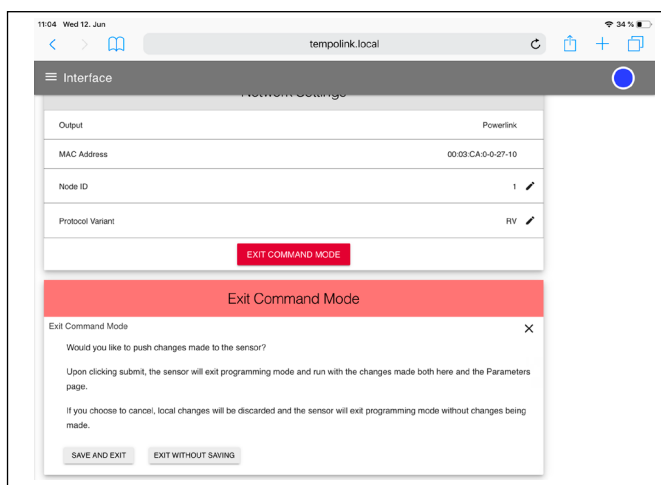 11:04 Wed 12. Jun
34 %
tempolink.local
Interface
Network Settings
Output Powerlink
MAC Address 00:03:CA:0-0-27-10
Node ID 1
Protocol Variant RV
EXIT COMMAND MODE
Exit Command Mode
Exit Command Mode
Would you like to push changes made to the sensor?
Upon clicking submit, the sensor will exit programming mode and run with the changes made both here and the Parameters
page.
If you choose to cancel, local changes will be discarded and the sensor will exit programming mode without changes being
made.
SAVE AND EXIT EXIT WITHOUT SAVING